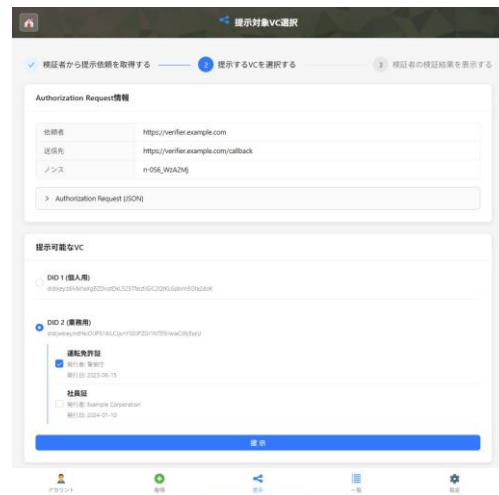 提示対象VC選択
検証者から提示依頼を取得する 2 提示するVCを選択する 3 検証者の検証結果を表示する
Authorization Request情報
依頼者 https://verifier.example.com
送信先 https://verifier.example.com/callback
ノンス n-0S6_WzA2Mj
> Authorization Request (JSON)
提示可能なVC
DID 1 (個人用)
DID 2 (業務用)
運転免許証
発行者: 警察庁
発行日: 2023-06-15
社員証
発行者: Example Corporation
発行日: 2024-01-10
提示
アカウント 取得 提示 一覧 設定